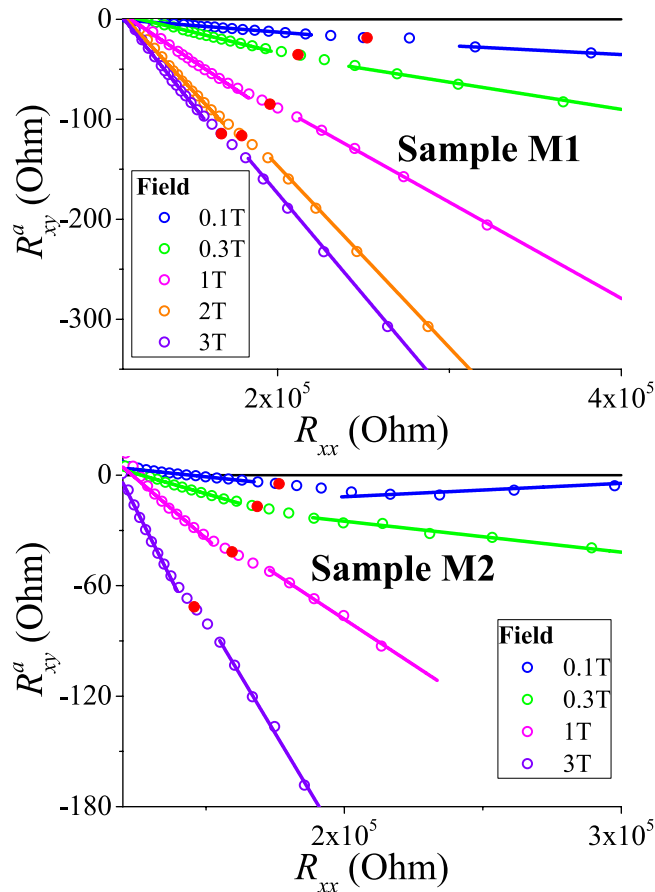 0
-100
-200
-300
R^a_xy (Ohm)
Sample M1
Field
0.1T
0.3T
1T
2T
3T
2x10^5
4x10^5
R_xx (Ohm)
0
-60
-120
-180
R^a_xy (Ohm)
Sample M2
Field
0.1T
0.3T
1T
3T
2x10^5
3x10^5
R_xx (Ohm)